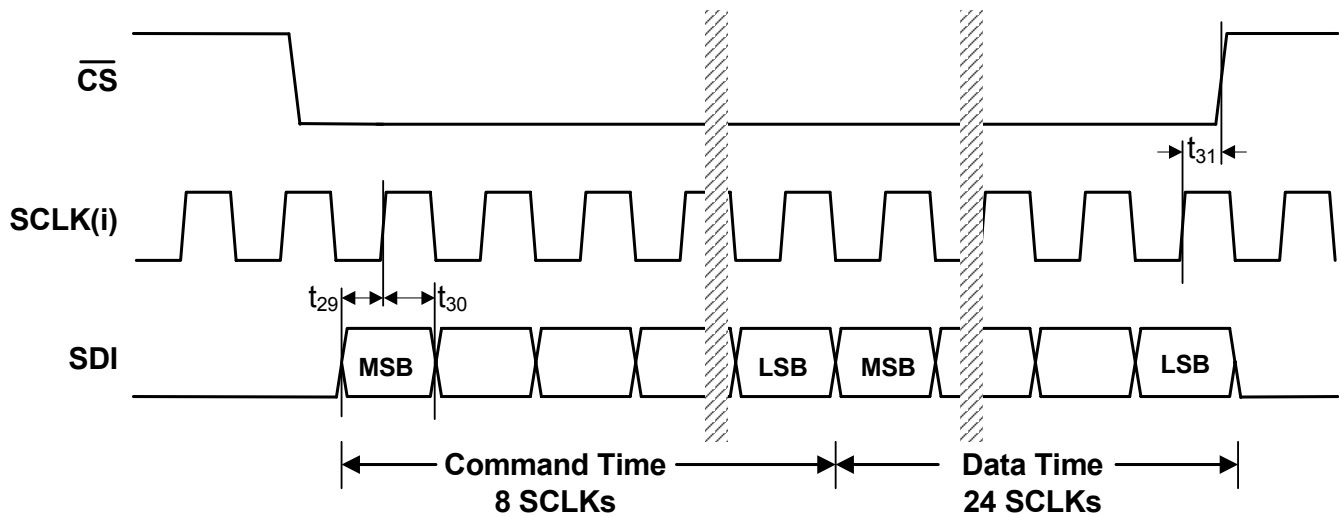 CS
t31
SCLK(i)
t29
t30
SDI
MSB
LSB
MSB
LSB
Command Time
8 SCLKs
Data Time
24 SCLKs